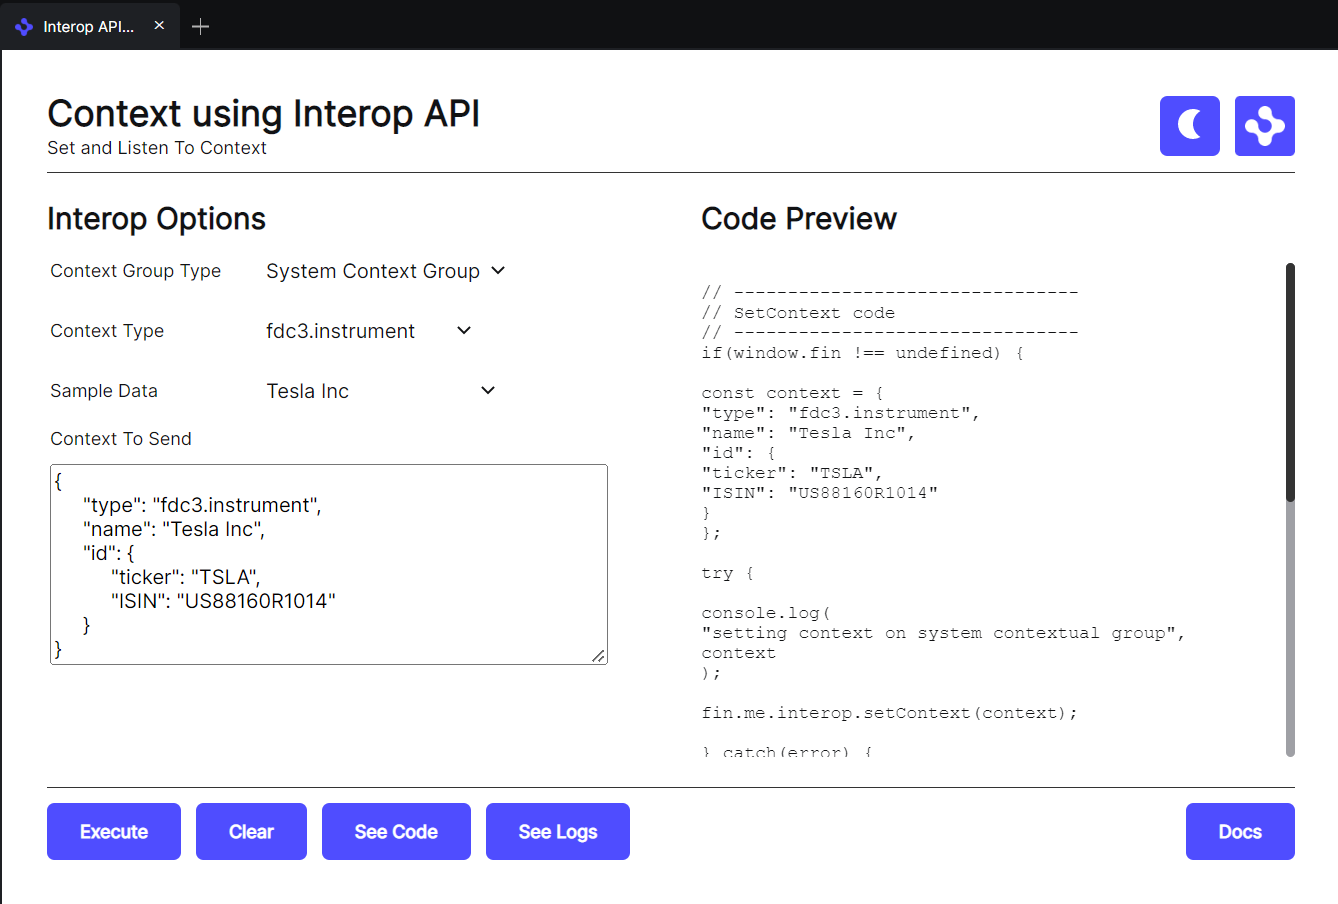 Interop API...
Context using Interop API
Set and Listen To Context
Interop Options
Context Group Type
System Context Group
Context Type
fdc3.instrument
Sample Data
Tesla Inc
Context To Send
{
"type": "fdc3.instrument",
"name": "Tesla Inc",
"id": {
"ticker": "TSLA",
"ISIN": "US88160R1014"
}
}
Code Preview
// --------------------------------
// SetContext code
// --------------------------------
if(window.fin !== undefined) {
const context = {
"type": "fdc3.instrument",
"name": "Tesla Inc",
"id": {
"ticker": "TSLA",
"ISIN": "US88160R1014"
}
};
try {
console.log(
"setting context on system contextual group",
context
);
fin.me.interop.setContext(context);
} catch(error) {
Execute
Clear
See Code
See Logs
Docs